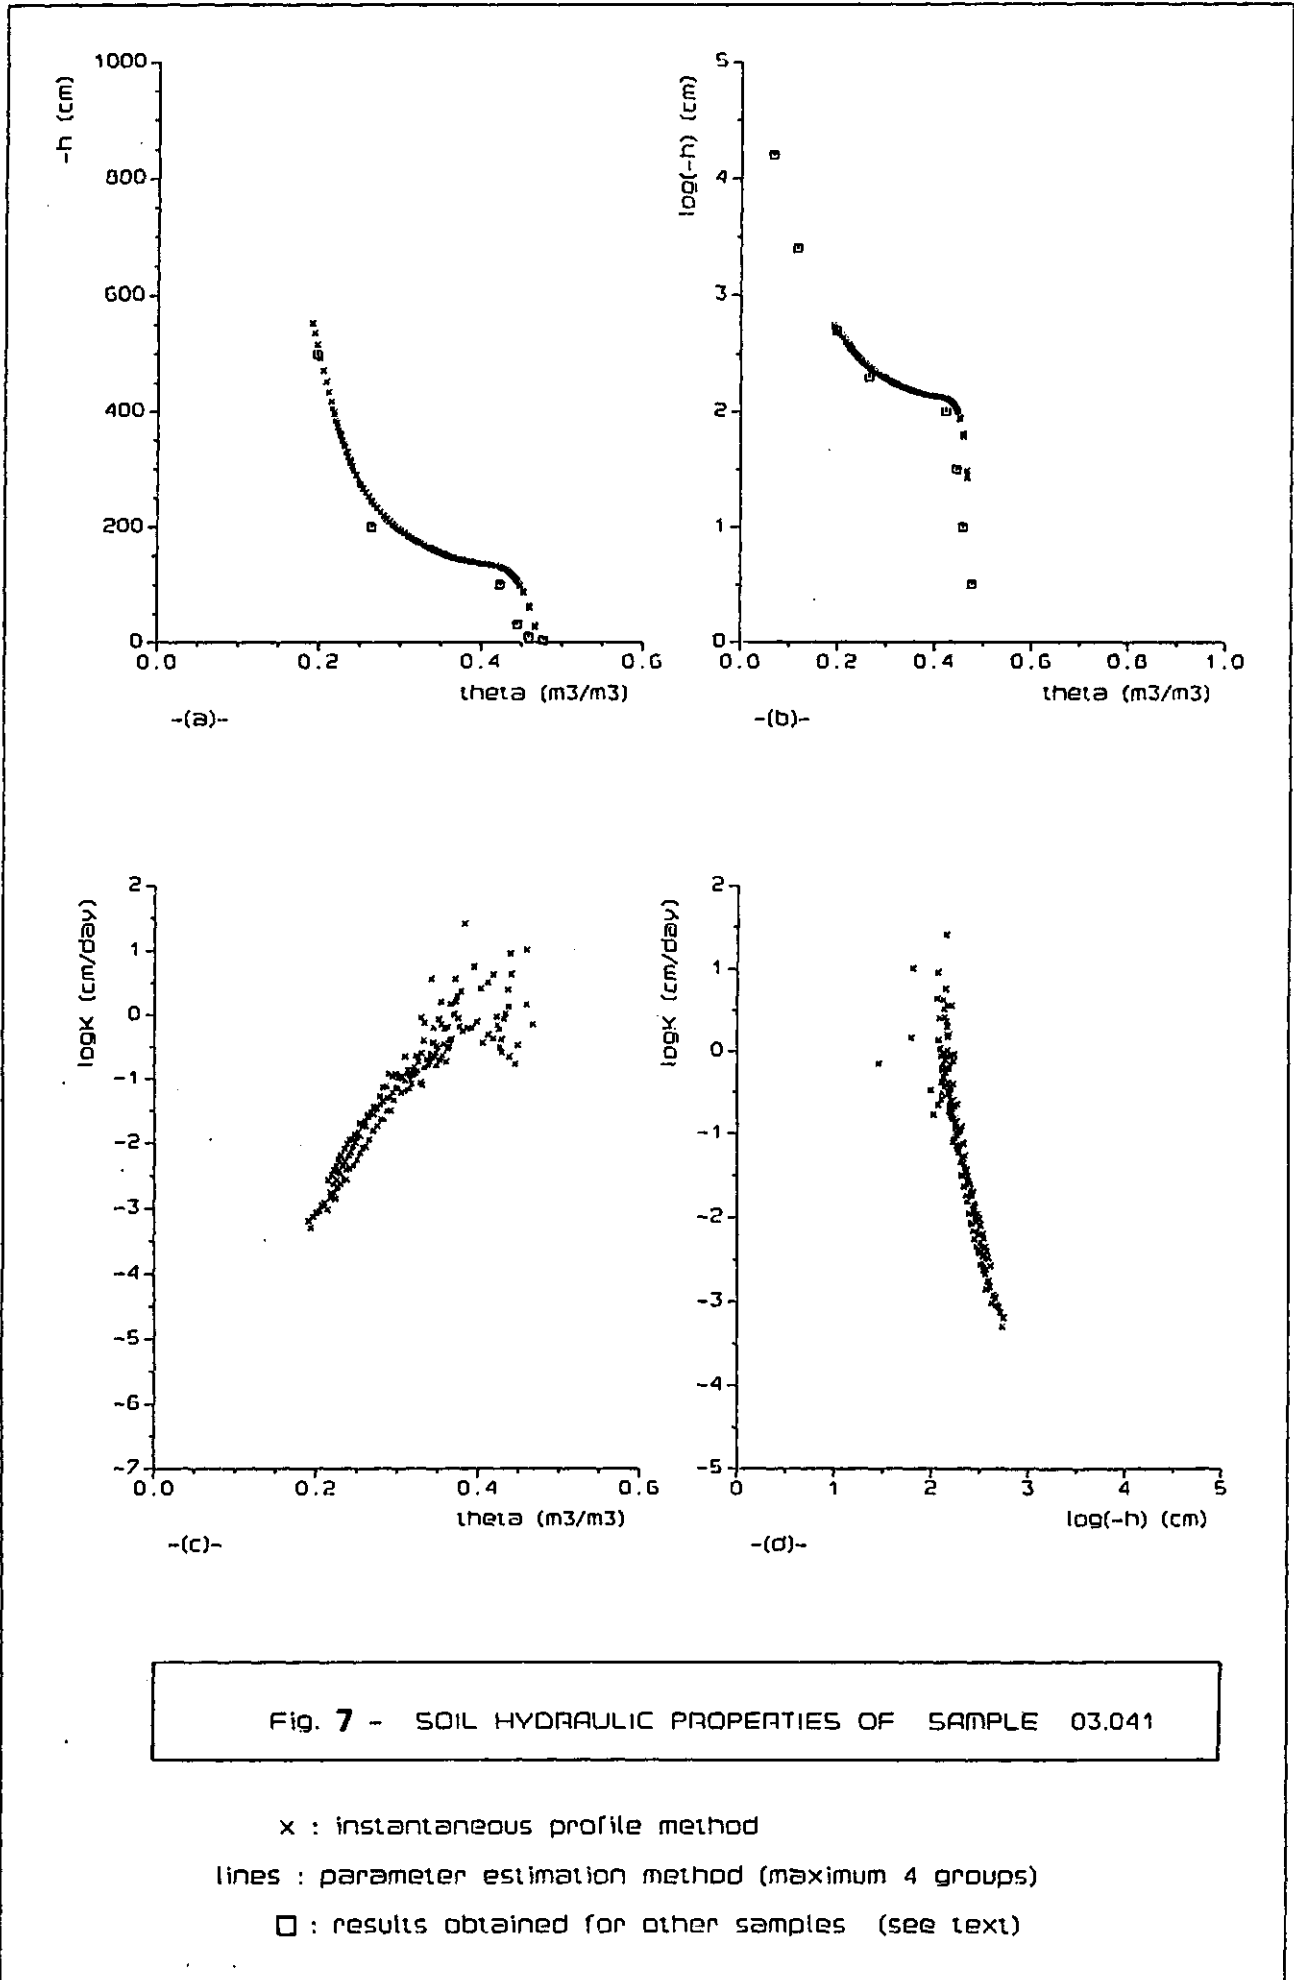 1000
800
600
400
200
0
-h (cm)
0.0 0.2 0.4 0.6
theta (m3/m3)
-(a)-
5
4
3
2
1
0
log(-h) (cm)
0.0 0.2 0.4 0.6 0.8 1.0
theta (m3/m3)
-(b)-
2
1
0
-1
-2
-3
-4
-5
-6
-7
logK (cm/day)
0.0 0.2 0.4 0.6
theta (m3/m3)
-(c)-
2
1
0
-1
-2
-3
-4
-5
logK (cm/day)
0 1 2 3 4 5
log(-h) (cm)
-(d)-
Fig. 7 - SOIL HYDRAULIC PROPERTIES OF SAMPLE 03.041
x : instantaneous profile method
lines : parameter estimation method (maximum 4 groups)
□ : results obtained for other samples (see text)